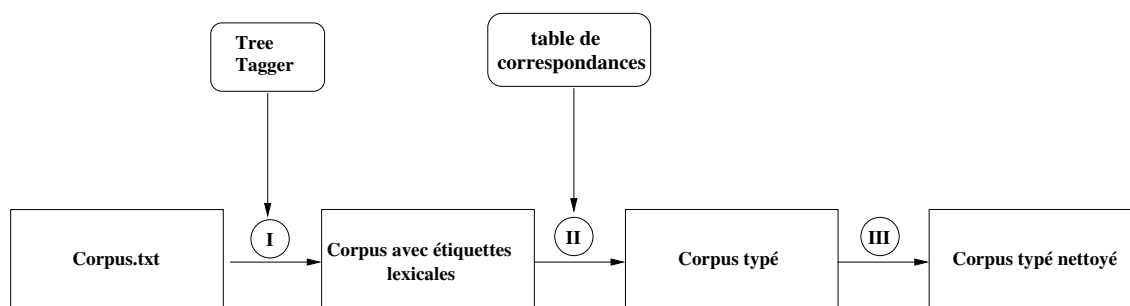 Tree
Tagger
table de
correspondances
I
II
III
Corpus.txt
Corpus avec étiquettes
lexicales
Corpus typé
Corpus typé nettoyé